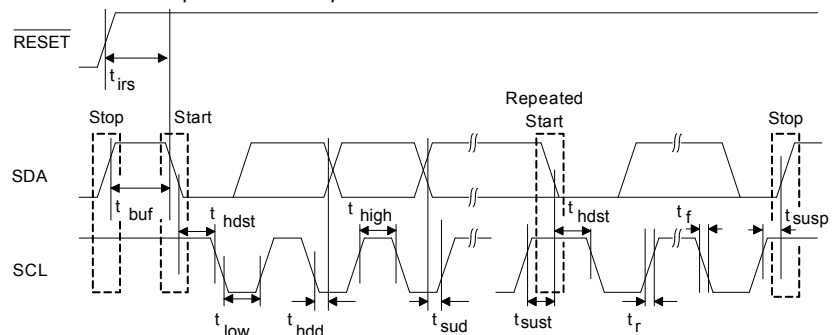 RESET
t irs
Stop
Start
Repeated
Start
Stop
SDA
t buf
t hdst
t high
t hdst
t f
t susp
SCL
t low
t hdd
t sud
t sust
t r